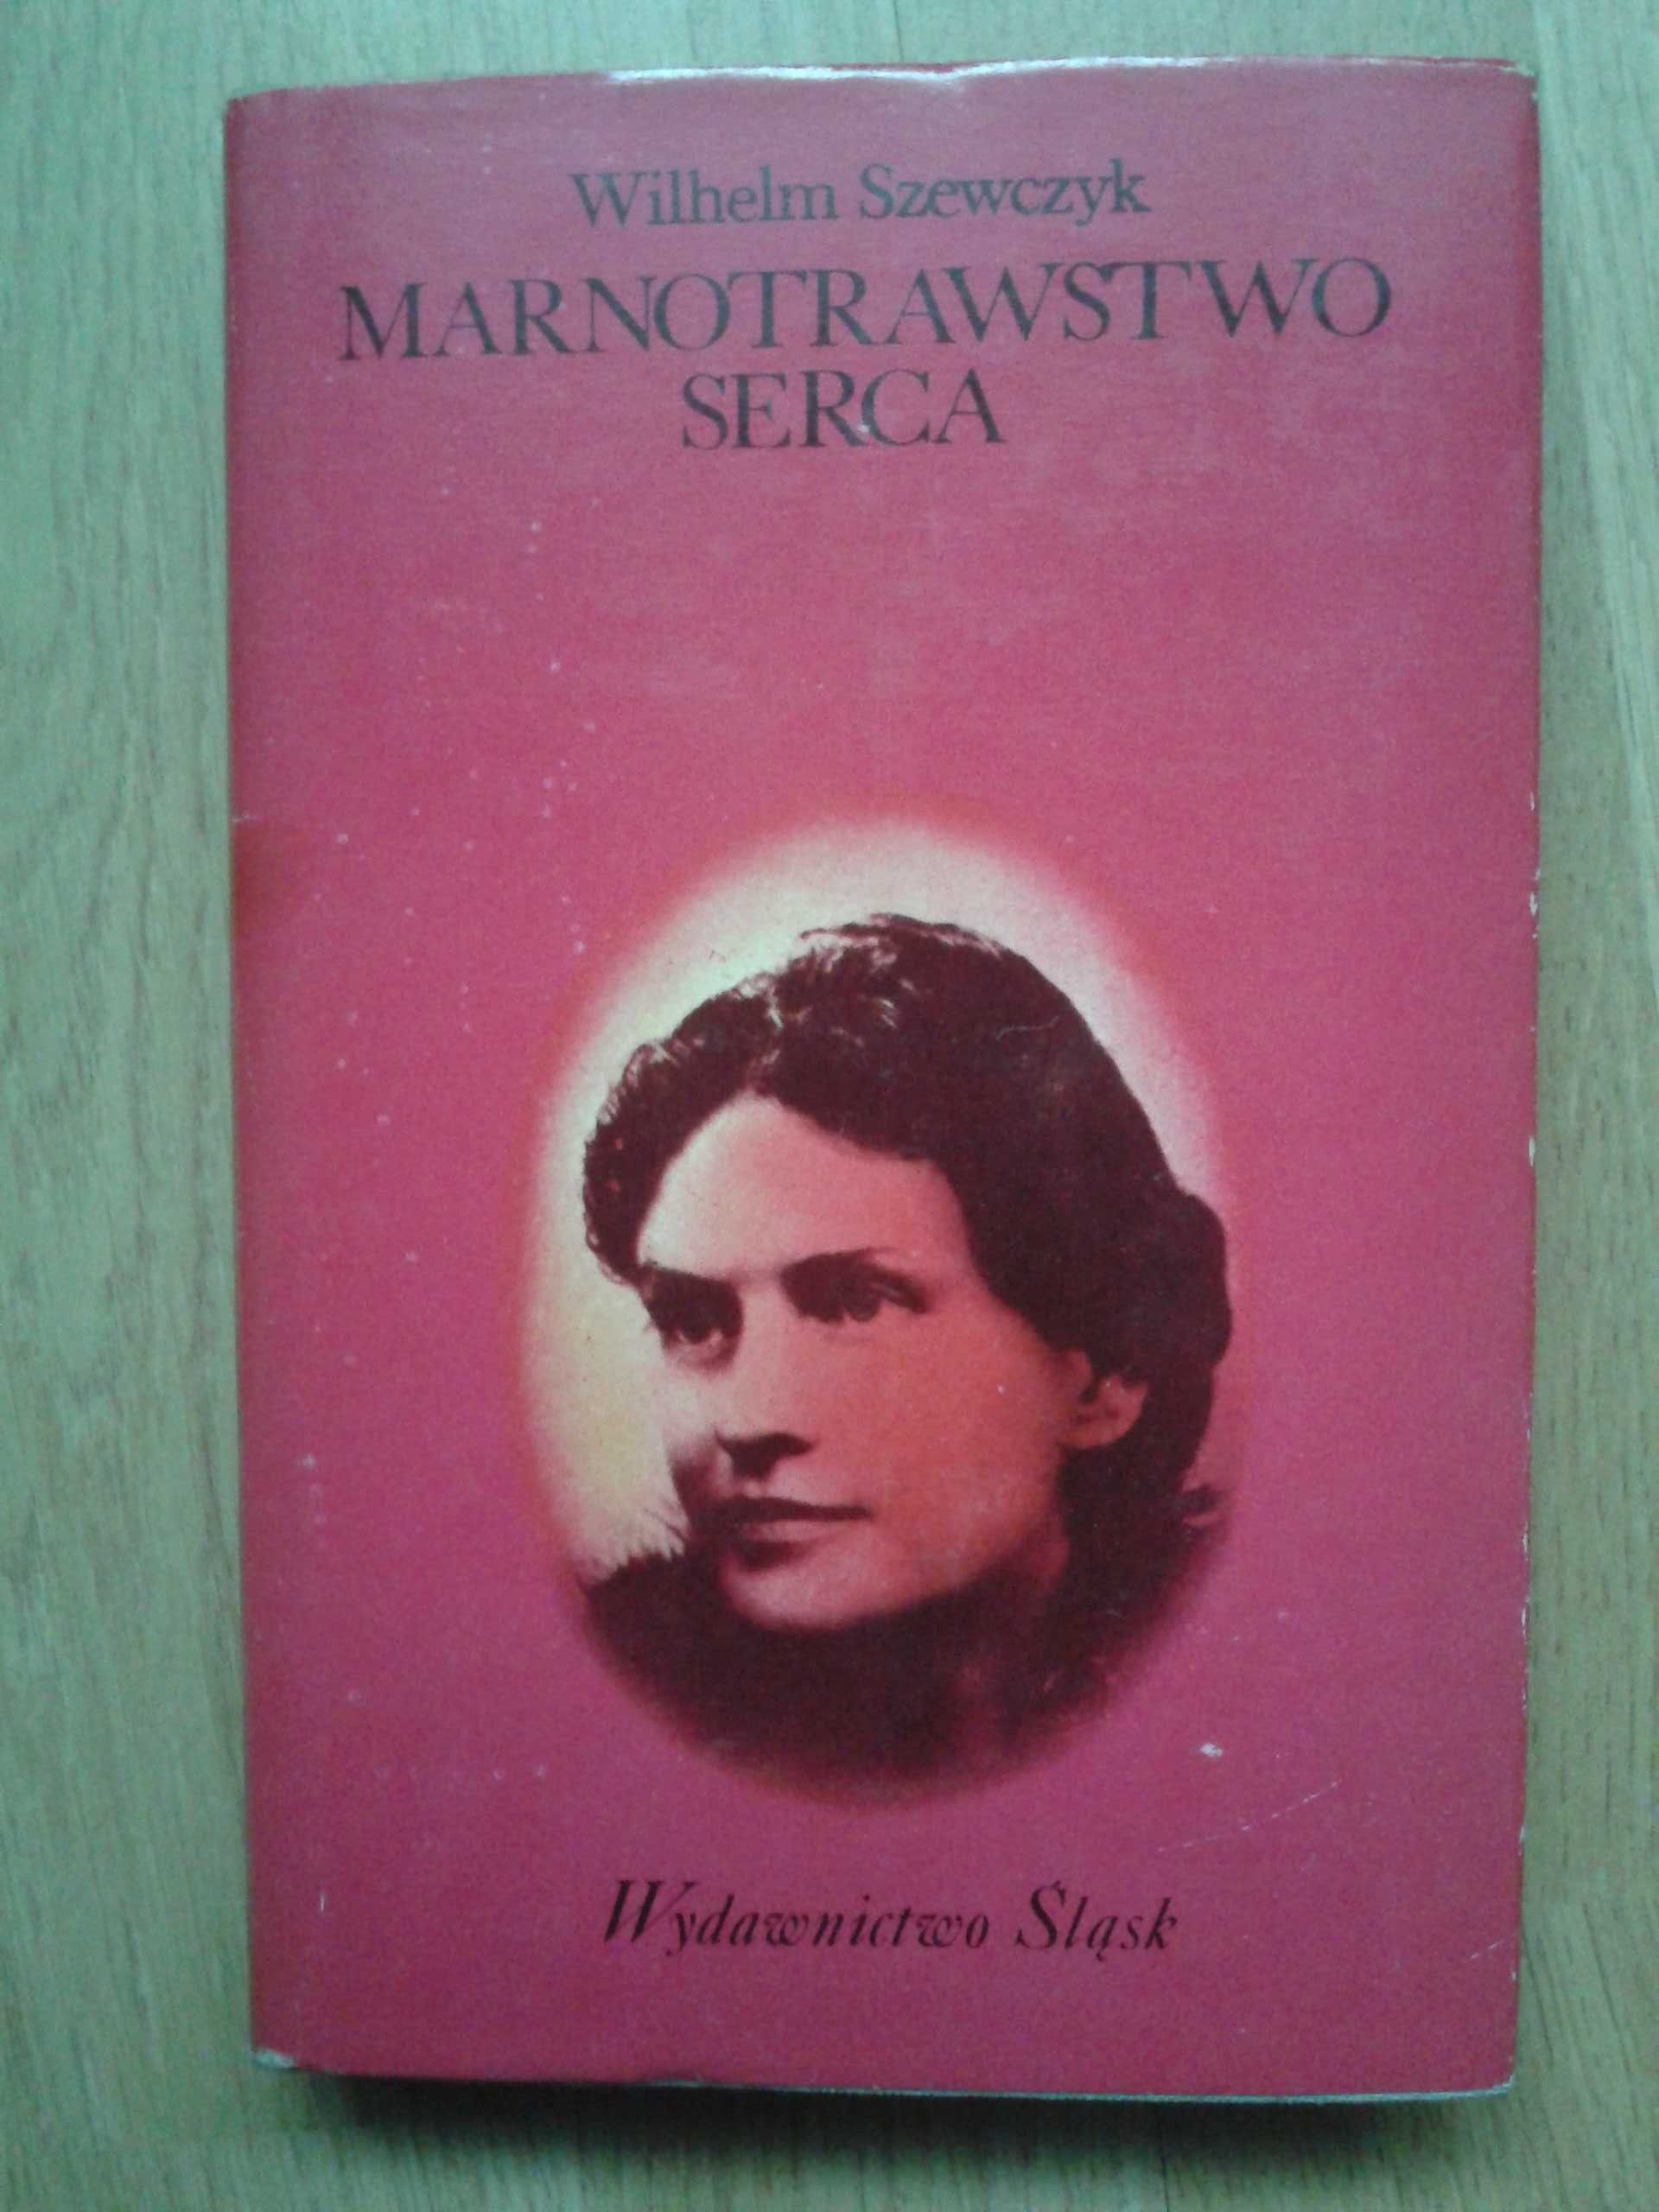 Wilhelm Szewczyk
MARNOTRAWSTWO
SERCA
Wydawnictwo Śląsk